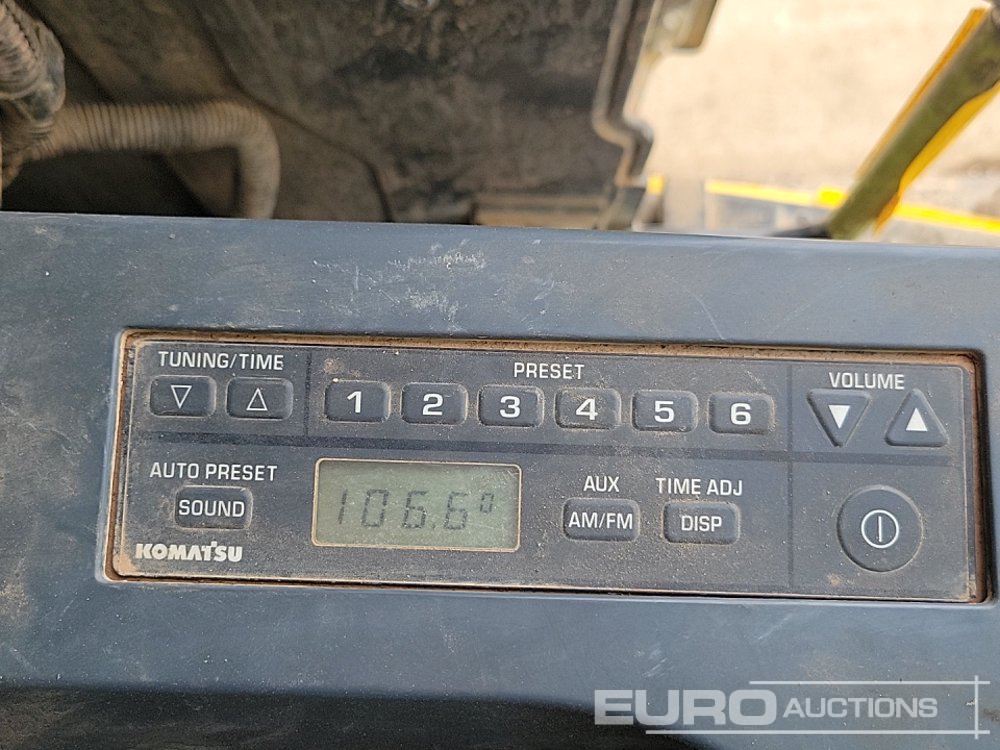 TUNING/TIME
PRESET
VOLUME
1 2 3 4 5 6
AUTO PRESET
SOUND
106.60
AUX
TIME ADJ
AM/FM
DISP
KOMATSU
EURO AUCTIONS